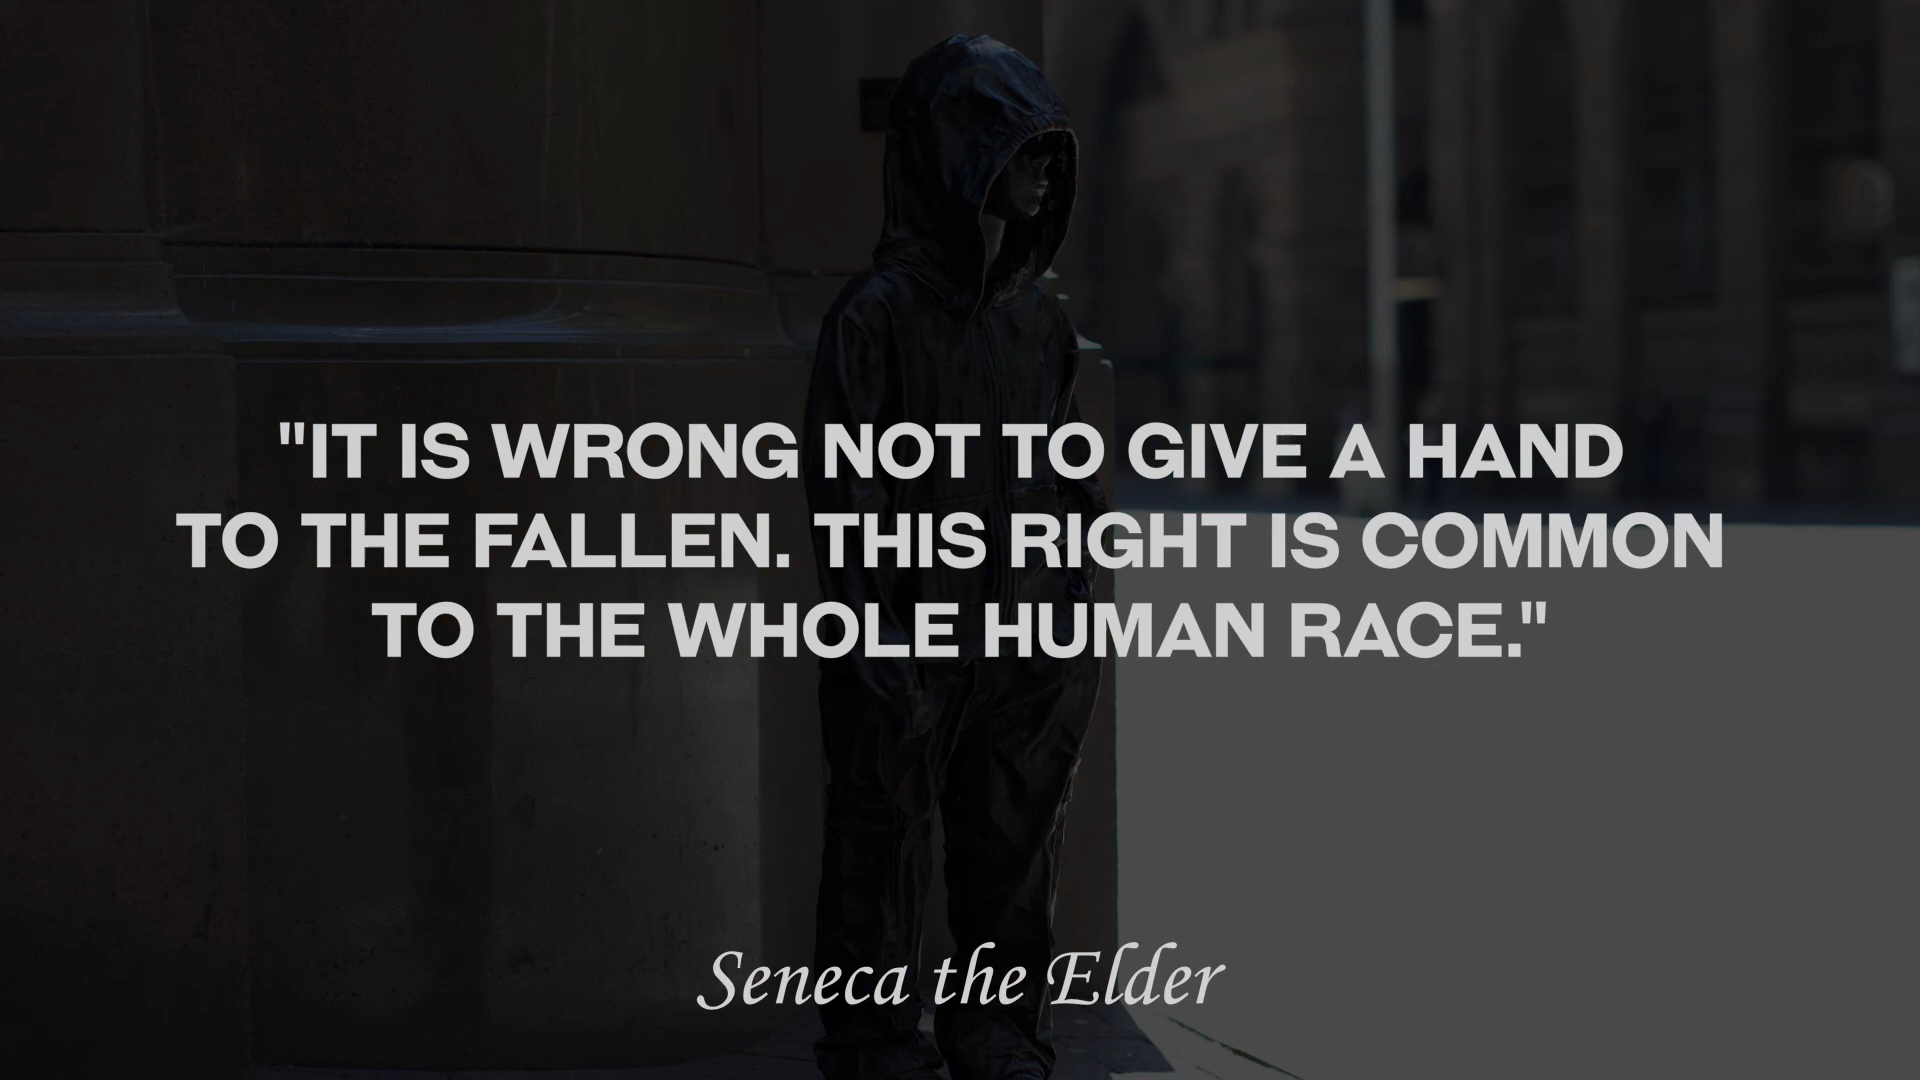 "IT IS WRONG NOT TO GIVE A HAND
TO THE FALLEN. THIS RIGHT IS COMMON
TO THE WHOLE HUMAN RACE."
Seneca the Elder